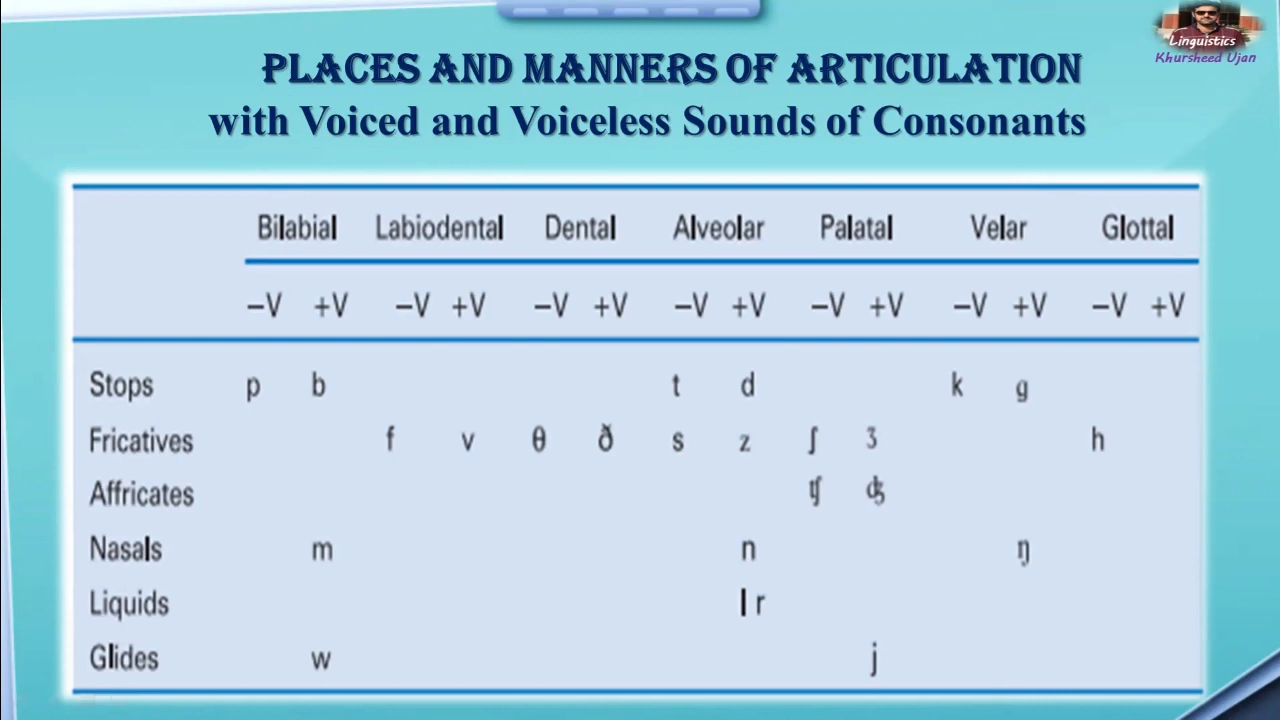 Linguistics
Khursheed Ujan
PLACES AND MANNERS OF ARTICULATION
with Voiced and Voiceless Sounds of Consonants
Bilabial Labiodental Dental Alveolar Palatal Velar Glottal
–V +V –V +V –V +V –V +V –V +V –V +V –V +V
Stops p b t d k g
Fricatives f v θ ð s z ʃ ʒ h
Affricates ʧ ʤ
Nasals m n ŋ
Liquids l r
Glides w j